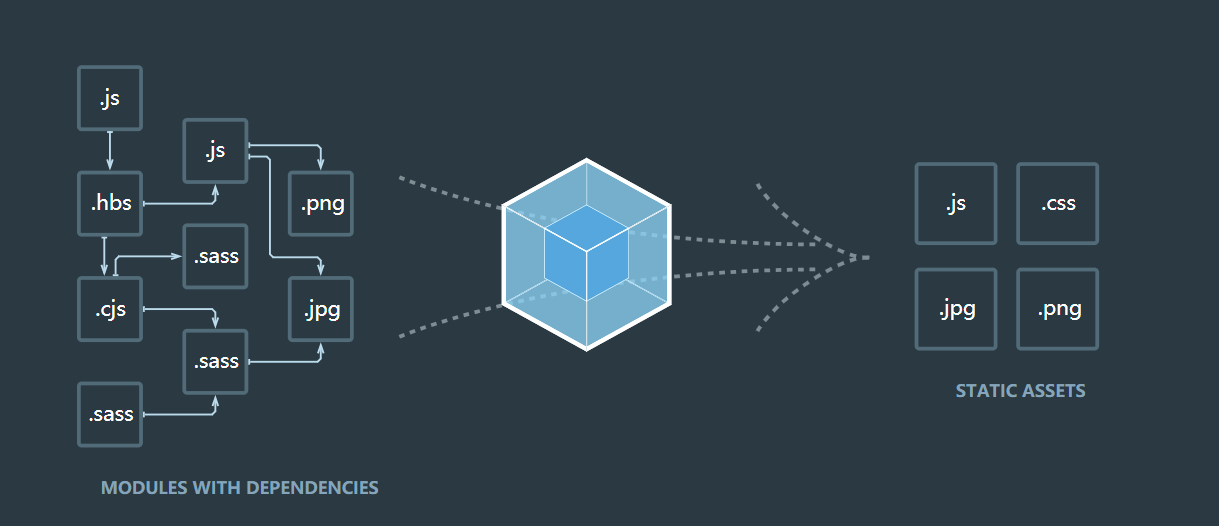 .js
.js
.hbs
.png
.sass
.cjs
.jpg
.sass
.sass
MODULES WITH DEPENDENCIES
.js
.css
.jpg
.png
STATIC ASSETS